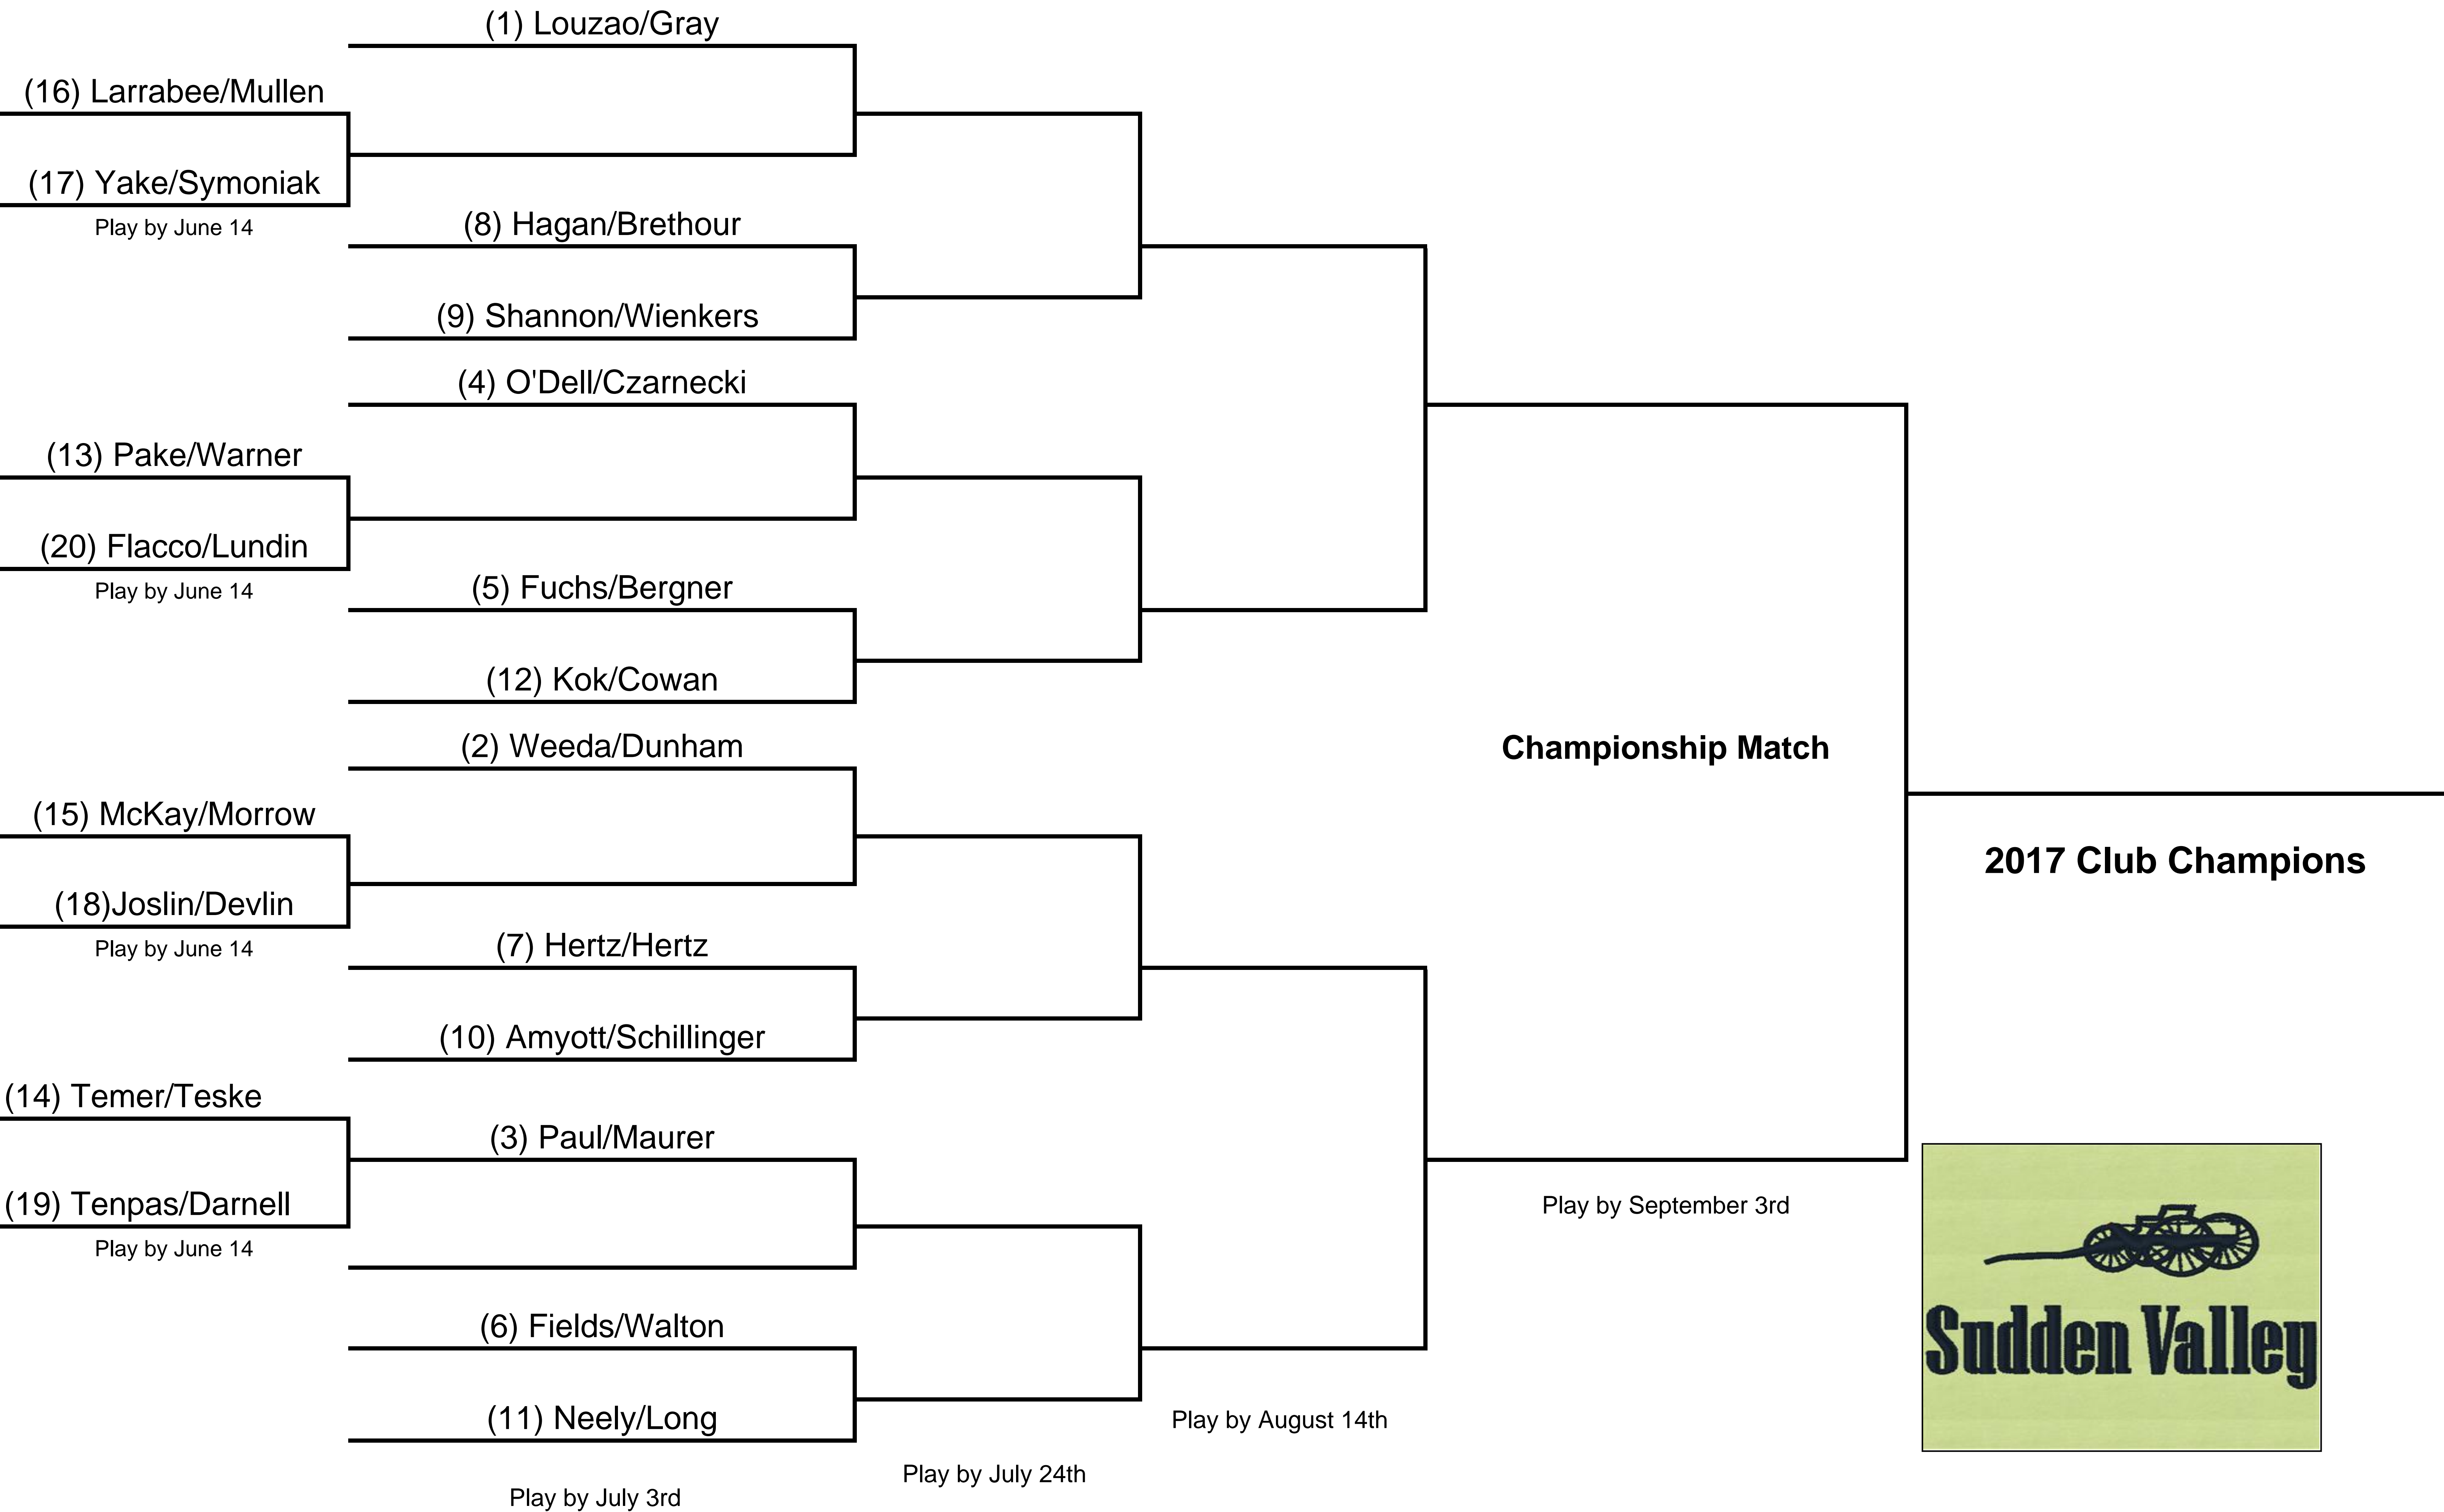 (1) Louzao/Gray
(16) Larrabee/Mullen
(17) Yake/Symoniak
Play by June 14
(8) Hagan/Brethour
(9) Shannon/Wienkers
(4) O'Dell/Czarnecki
(13) Pake/Warner
(20) Flacco/Lundin
Play by June 14
(5) Fuchs/Bergner
(12) Kok/Cowan
(2) Weeda/Dunham
Championship Match
(15) McKay/Morrow
2017 Club Champions
(18)Joslin/Devlin
Play by June 14
(7) Hertz/Hertz
(10) Amyott/Schillinger
(14) Temer/Teske
(3) Paul/Maurer
(19) Tenpas/Darnell
Play by June 14
Play by September 3rd
(6) Fields/Walton
Sudden Valley
(11) Neely/Long
Play by August 14th
Play by July 24th
Play by July 3rd